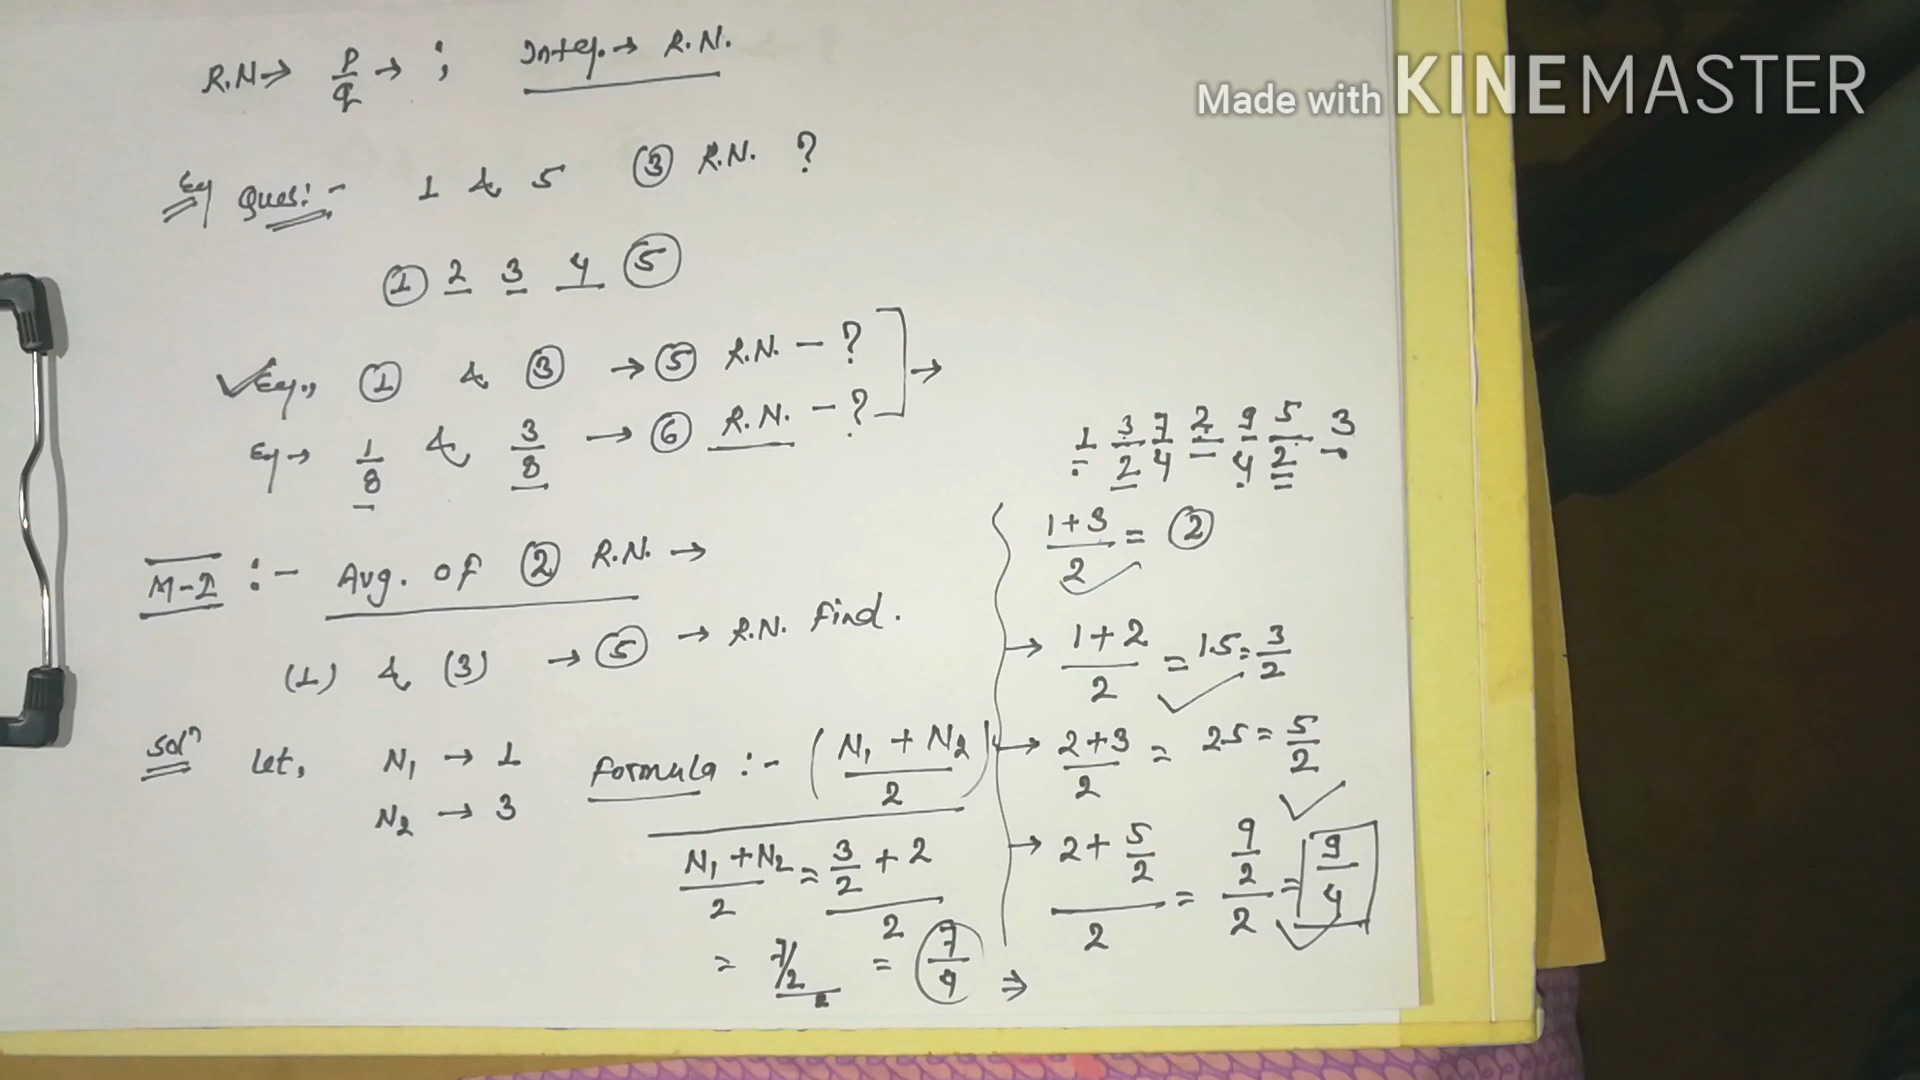 R.N→ p/q → ; Integ.→ R.N.
Made with KINEMASTER
Eg Ques:- 1 & 5 ③ R.N. ?
① 2 3 4 ⑤
✓Eg., ① & ③ → ⑤ R.N. - ?
Eg→ 1/8 & 3/8 → ⑥ R.N. - ? ] →
M-2 :- Avg. of ② R.N. →
(1) & (3) → ⑤ → R.N. find.
Solⁿ Let, N₁ → 1
N₂ → 3
Formula :- (N₁ + N₂ / 2)
N₁ + N₂ / 2 = 3/2 + 2 / 2
= 7/2 / 2 = 7/4 ⇒
1 3/2 7/4 2 9/4 5/2 3
1+3 / 2 = ②
→ 1+2 / 2 = 1.5 = 3/2
→ 2+3 / 2 = 2.5 = 5/2
→ 2 + 5/2 / 2 = 9/2 / 2 = 9/4